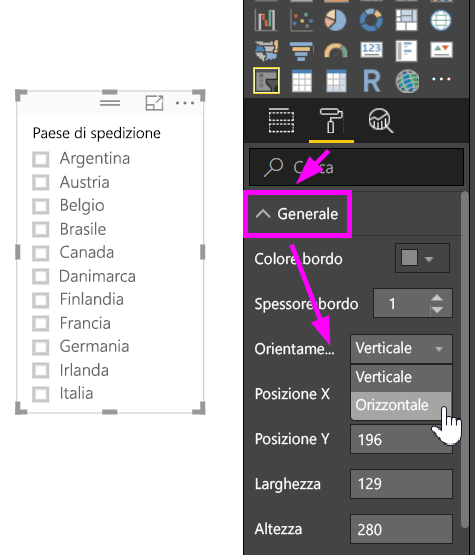 Paese di spedizione
Argentina
Austria
Belgio
Brasile
Canada
Danimarca
Finlandia
Francia
Germania
Irlanda
Italia
123
R
Generale
Colore bordo
Spessore bordo 1
Orientame... Verticale
Verticale
Orizzontale
Posizione X
Posizione Y 196
Larghezza 129
Altezza 280